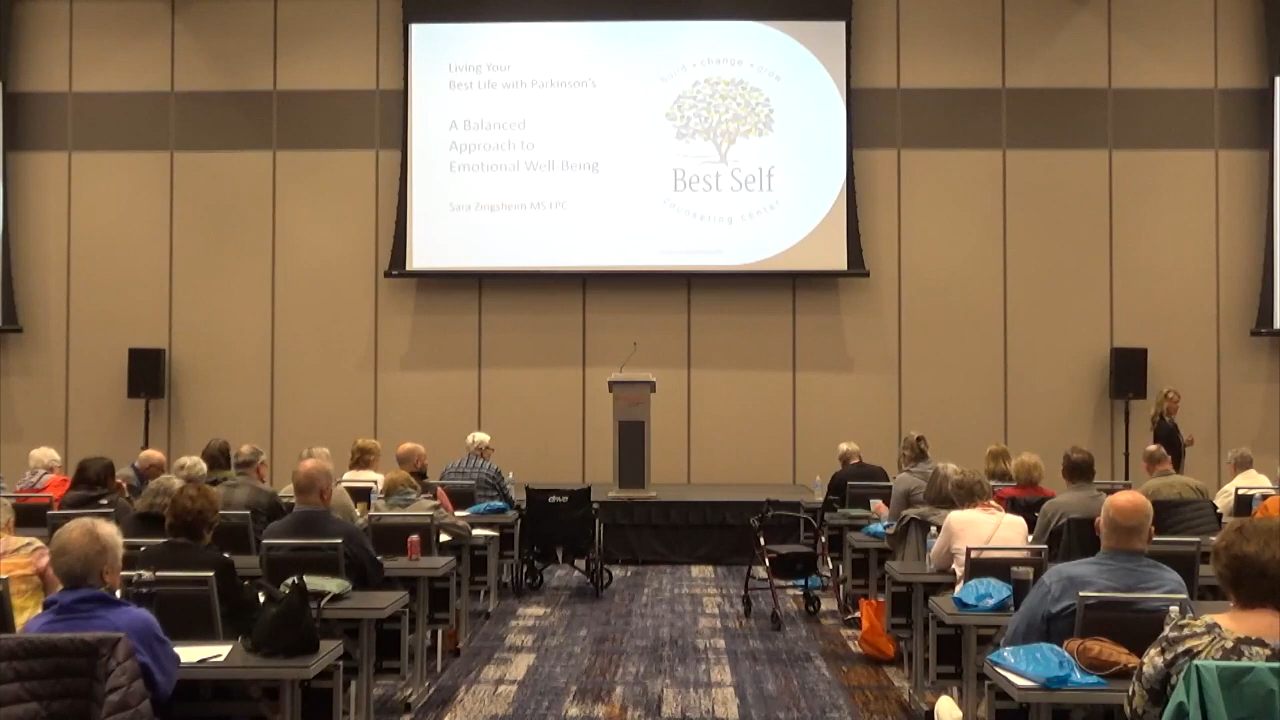 Living Your
Best Life with Parkinson's
A Balanced
Approach to
Emotional Well-Being
Sara Zingsheim MS LPC
build • change • grow
Best Self
counseling center
drive